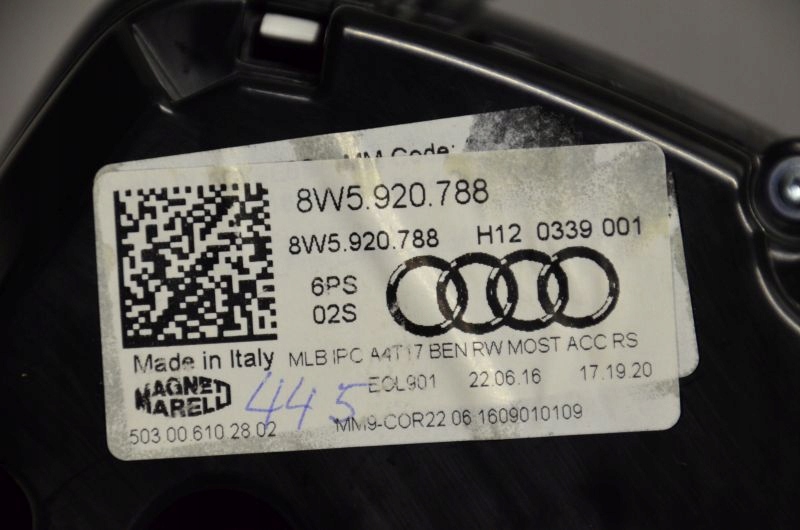 MM Code:
8W5.920.788
8W5.920.788 H12 0339 001
6PS
02S
Made in Italy MLB IPC A4T17 BEN RW MOST ACC RS
MAGNETI MARELLI EOL901 22.06.16 17.19.20
445
503 00 610 28 02 MM9-COR22 06 1609010109